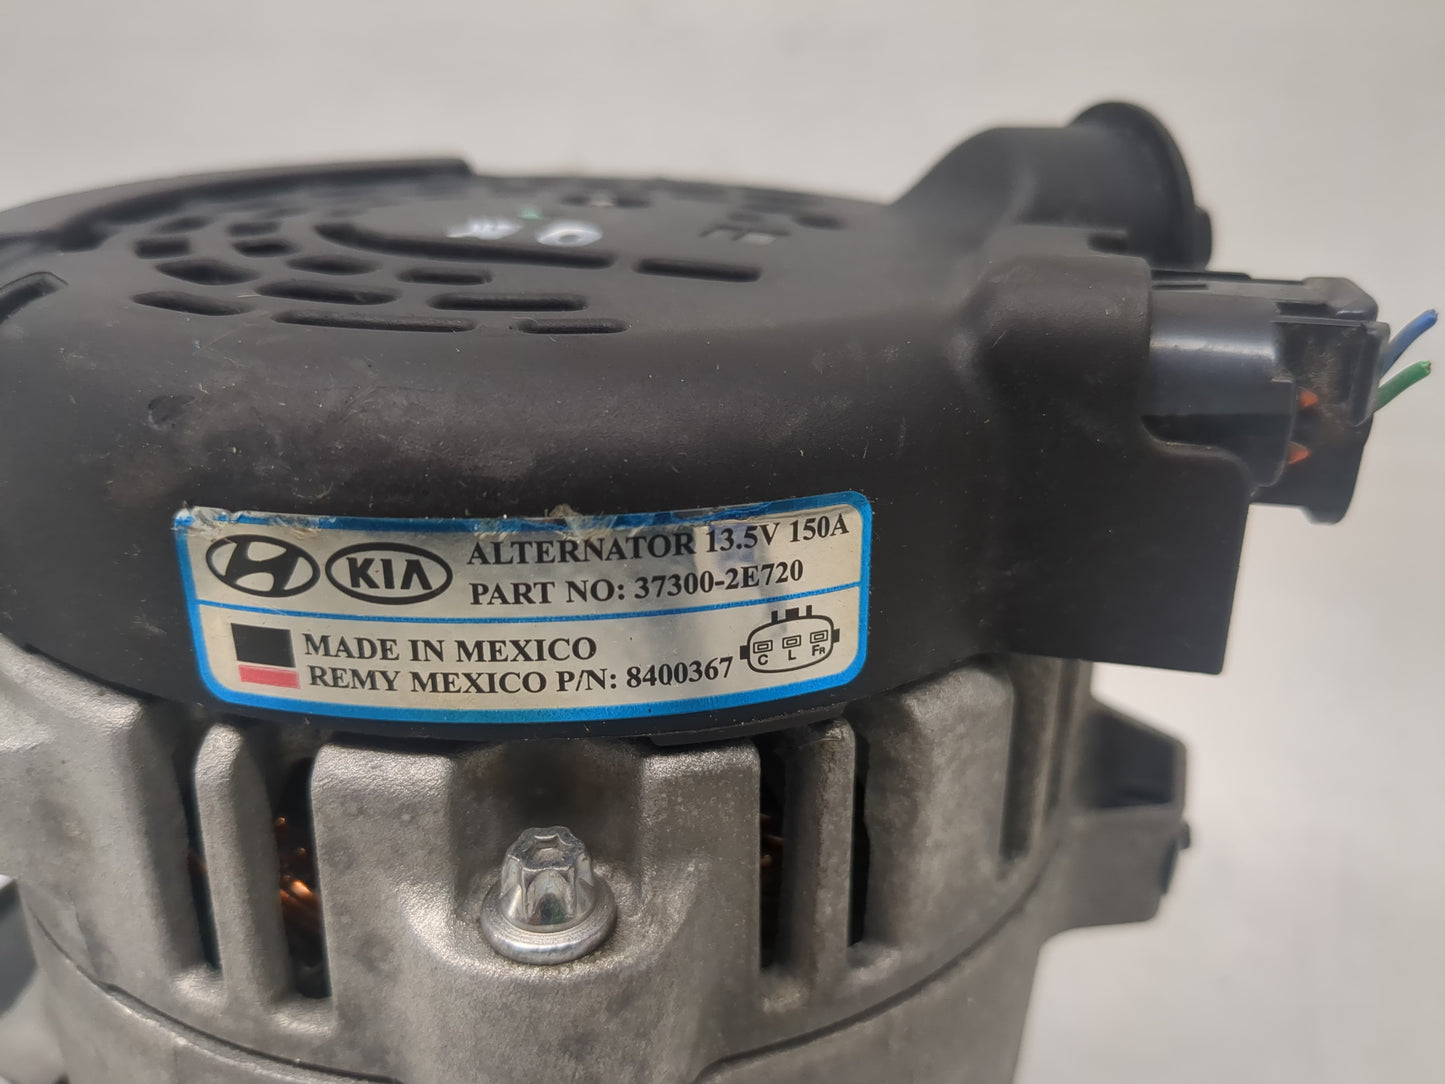 KIA ALTERNATOR 13.5V 150A
PART NO: 37300-2E720
MADE IN MEXICO
REMY MEXICO P/N: 8400367
C L FR